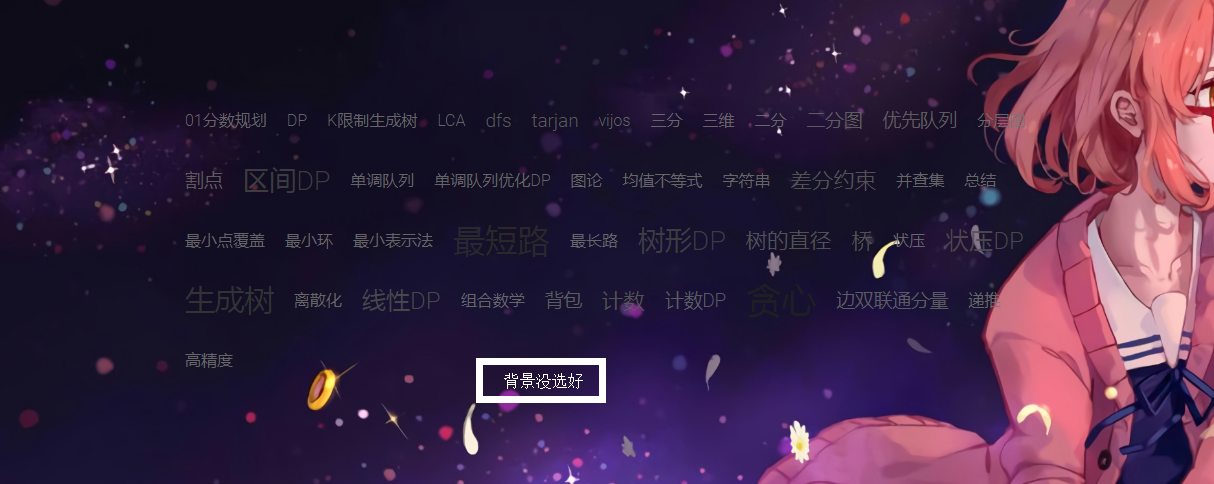 01分数规划 DP K限制生成树 LCA dfs tarjan vijos 三分 三维 二分 二分图 优先队列 分层图
割点 区间DP 单调队列 单调队列优化DP 图论 均值不等式 字符串 差分约束 并查集 总结
最小点覆盖 最小环 最小表示法 最短路 最长路 树形DP 树的直径 桥 状压 状压DP
生成树 离散化 线性DP 组合数学 背包 计数 计数DP 贪心 边双联通分量 递推
高精度
背景没选好